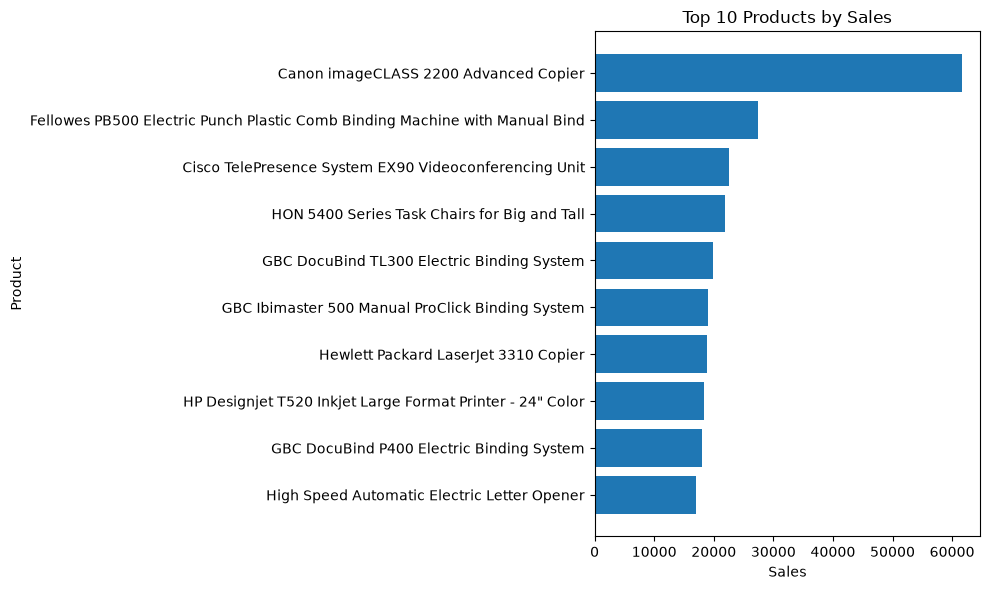 Top 10 Products by Sales
Canon imageCLASS 2200 Advanced Copier
Fellowes PB500 Electric Punch Plastic Comb Binding Machine with Manual Bind
Cisco TelePresence System EX90 Videoconferencing Unit
HON 5400 Series Task Chairs for Big and Tall
GBC DocuBind TL300 Electric Binding System
GBC Ibimaster 500 Manual ProClick Binding System
Hewlett Packard LaserJet 3310 Copier
HP Designjet T520 Inkjet Large Format Printer - 24" Color
GBC DocuBind P400 Electric Binding System
High Speed Automatic Electric Letter Opener
Product
0 10000 20000 30000 40000 50000 60000
Sales